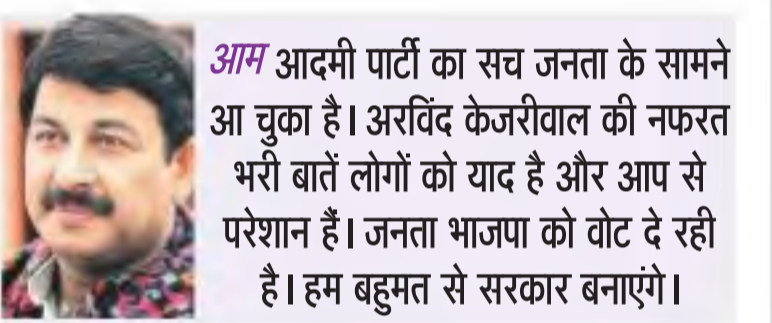 आम आदमी पार्टी का सच जनता के सामने
आ चुका है। अरविंद केजरीवाल की नफरत
भरी बातें लोगों को याद है और आप से
परेशान हैं। जनता भाजपा को वोट दे रही
है। हम बहुमत से सरकार बनाएंगे।